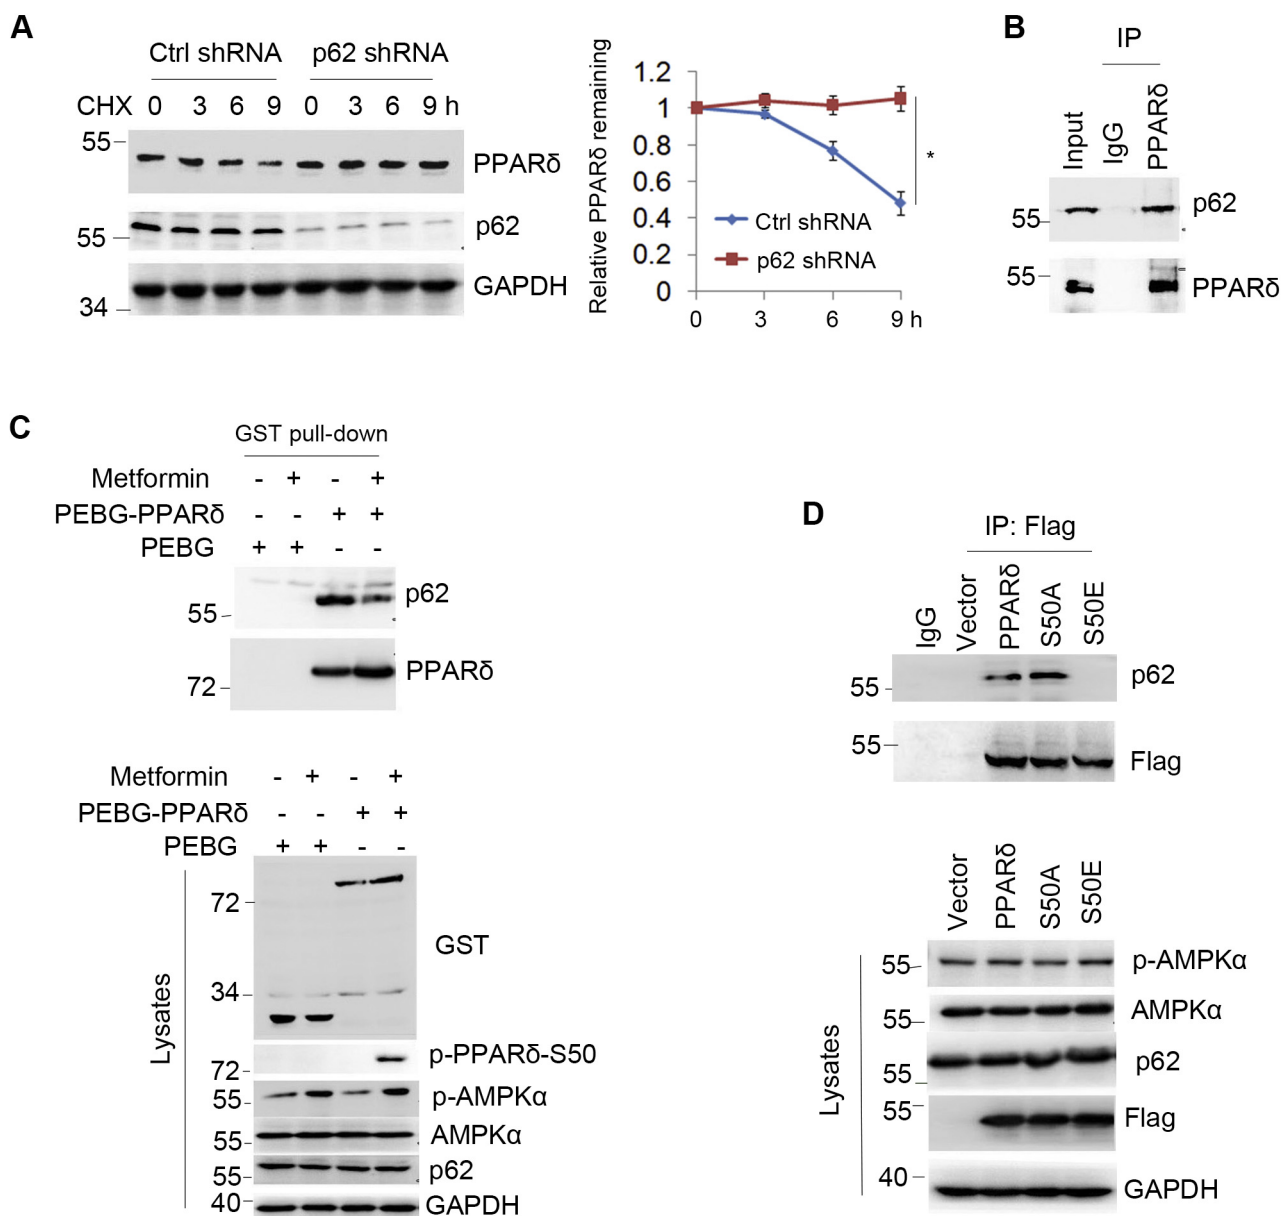 A
Ctrl shRNA p62 shRNA
CHX 0 3 6 9 0 3 6 9 h
55
PPARδ
p62
55
GAPDH
34
Relative PPARδ remaining
1.2
1
0.8
0.6
0.4
0.2
0
Ctrl shRNA
p62 shRNA
*
0 3 6 9 h
B
IP
Input IgG PPARδ
p62
55
55
PPARδ
C
GST pull-down
Metformin - + - +
PEBG-PPARδ - - + +
PEBG + + - -
p62
55
PPARδ
72
Metformin - + - +
PEBG-PPARδ - - + +
PEBG + + - -
Lysates
72
GST
34
p-PPARδ-S50
72
p-AMPKα
55
AMPKα
55
p62
55
40
GAPDH
D
IP: Flag
IgG Vector PPARδ S50A S50E
p62
55
55
Flag
Vector PPARδ S50A S50E
Lysates
p-AMPKα
55
AMPKα
55
p62
55
55
Flag
40
GAPDH